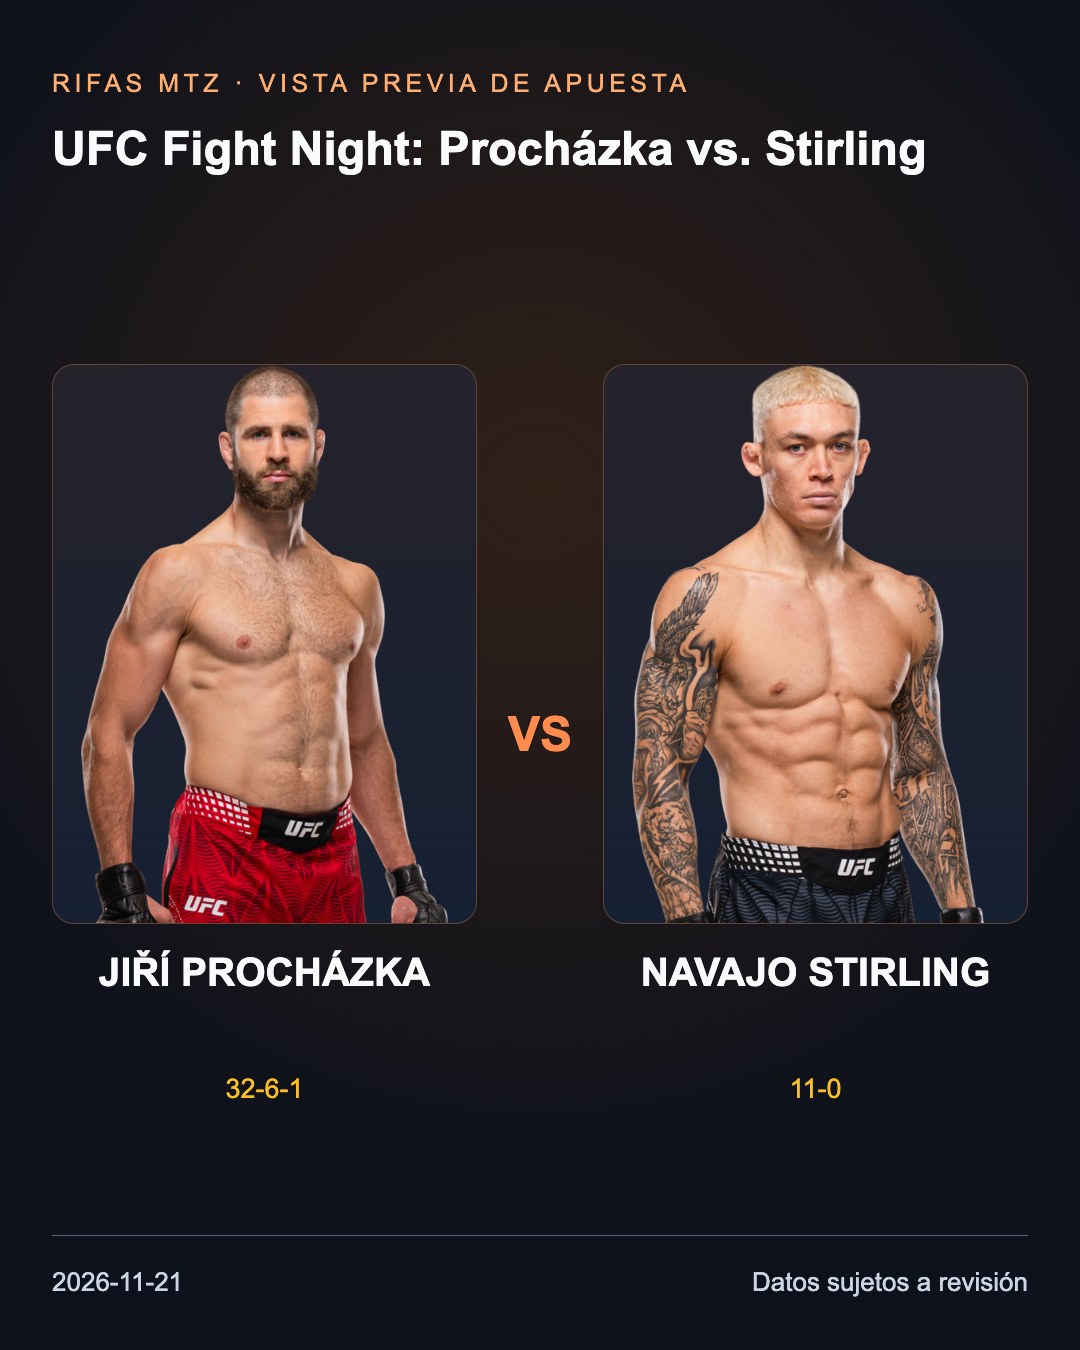 RIFAS MTZ · VISTA PREVIA DE APUESTA
UFC Fight Night: Procházka vs. Stirling
VS
UFC
UFC
UFC
JIŘÍ PROCHÁZKA
NAVAJO STIRLING
32-6-1
11-0
2026-11-21
Datos sujetos a revisión